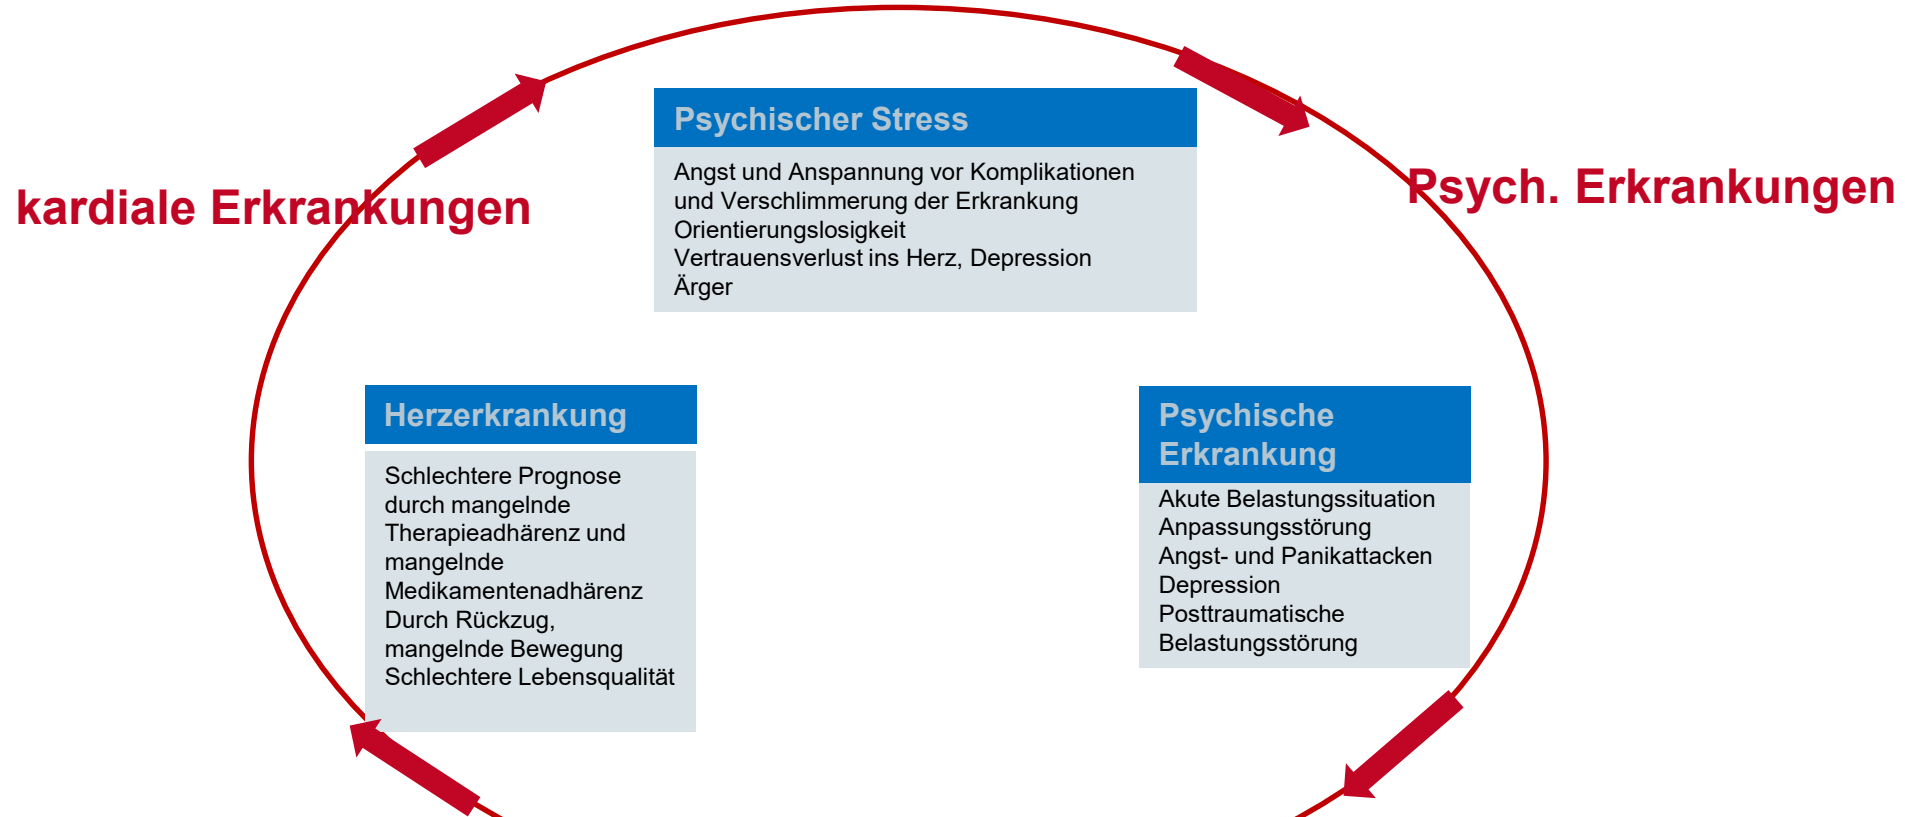 kardiale Erkrankungen
Psych. Erkrankungen
Psychischer Stress
Angst und Anspannung vor Komplikationen
und Verschlimmerung der Erkrankung
Orientierungslosigkeit
Vertrauensverlust ins Herz, Depression
Ärger
Herzerkrankung
Schlechtere Prognose
durch mangelnde
Therapieadhärenz und
mangelnde
Medikamentenadhärenz
Durch Rückzug,
mangelnde Bewegung
Schlechtere Lebensqualität
Psychische
Erkrankung
Akute Belastungssituation
Anpassungsstörung
Angst- und Panikattacken
Depression
Posttraumatische
Belastungsstörung